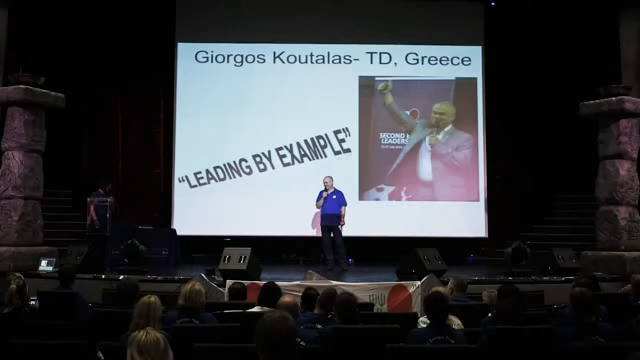 Giorgos Koutalas- TD, Greece
"LEADING BY EXAMPLE"
SECOND
LEADERS